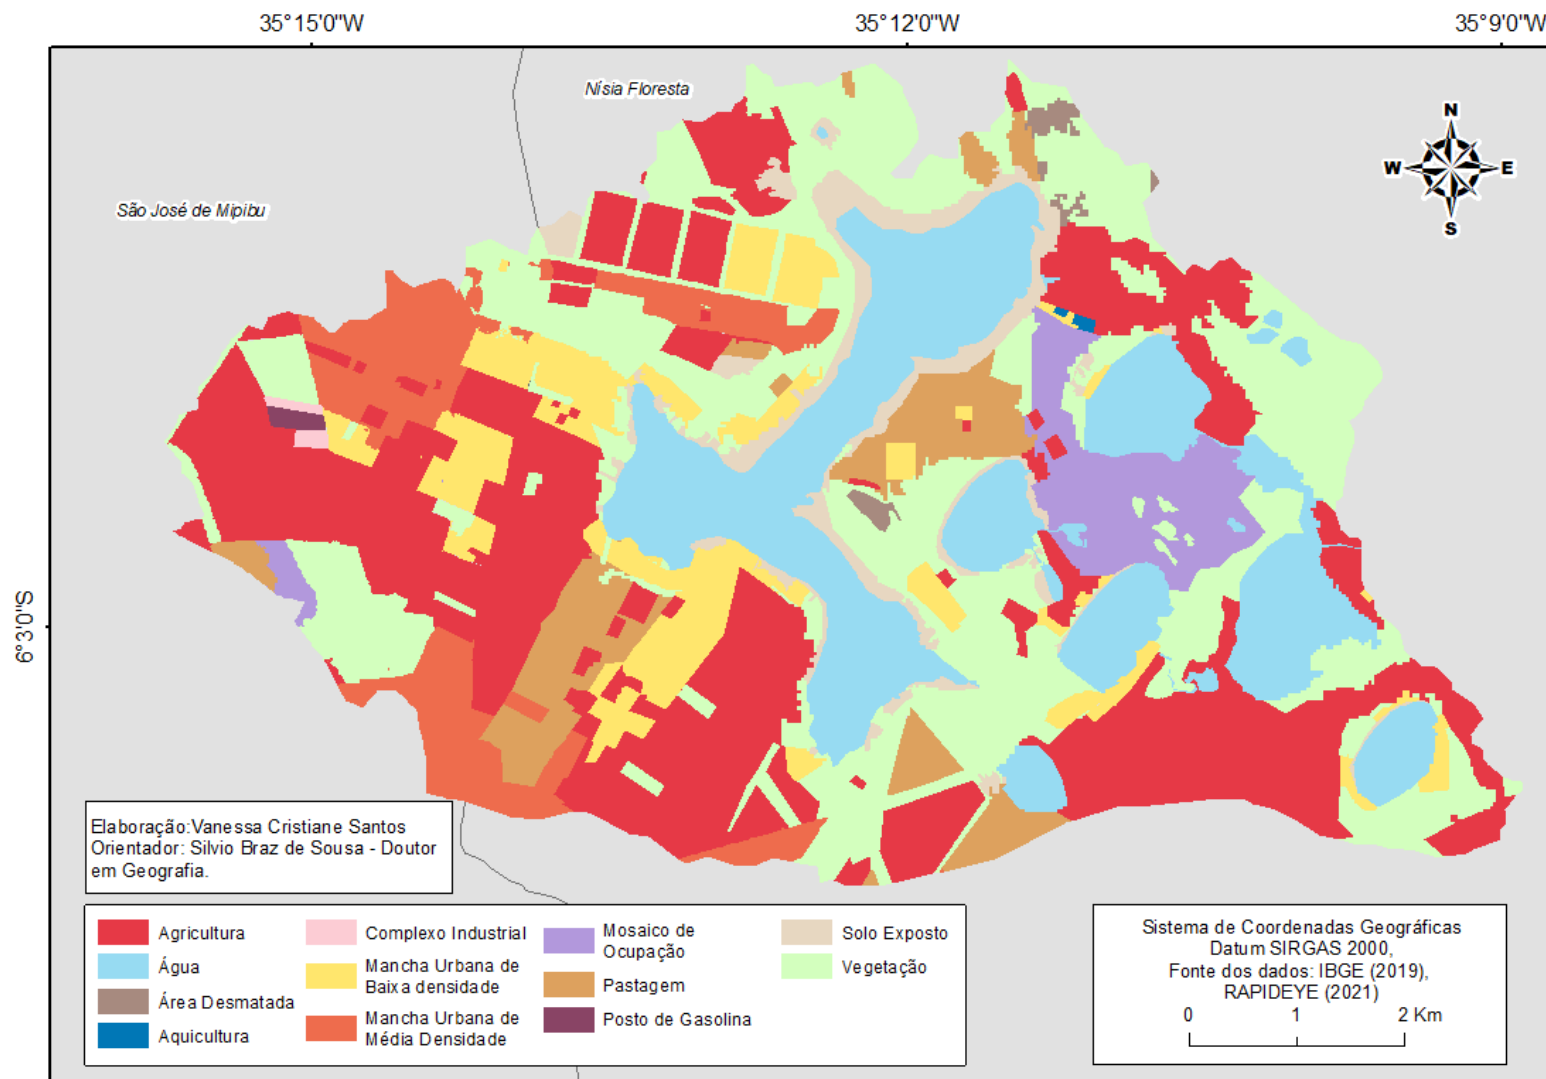 35°15'0"W
35°12'0"W
35°9'0"W
Nísia Floresta
N
W
E
S
São José de Mipibu
6°3'0"S
Elaboração:Vanessa Cristiane Santos
Orientador: Silvio Braz de Sousa - Doutor
em Geografia.
Agricultura
Água
Área Desmatada
Aquicultura
Complexo Industrial
Mancha Urbana de
Baixa densidade
Mancha Urbana de
Média Densidade
Mosaico de
Ocupação
Pastagem
Posto de Gasolina
Solo Exposto
Vegetação
Sistema de Coordenadas Geográficas
Datum SIRGAS 2000,
Fonte dos dados: IBGE (2019),
RAPIDEYE (2021)
0 1 2 Km